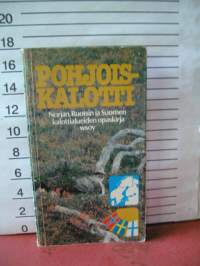 20
18
16
14
12
10
8
6
4
2
0
POHJOIS-
KALOTTI
Norjan, Ruotsin ja Suomen
kalottialueiden opaskirja
WSOY